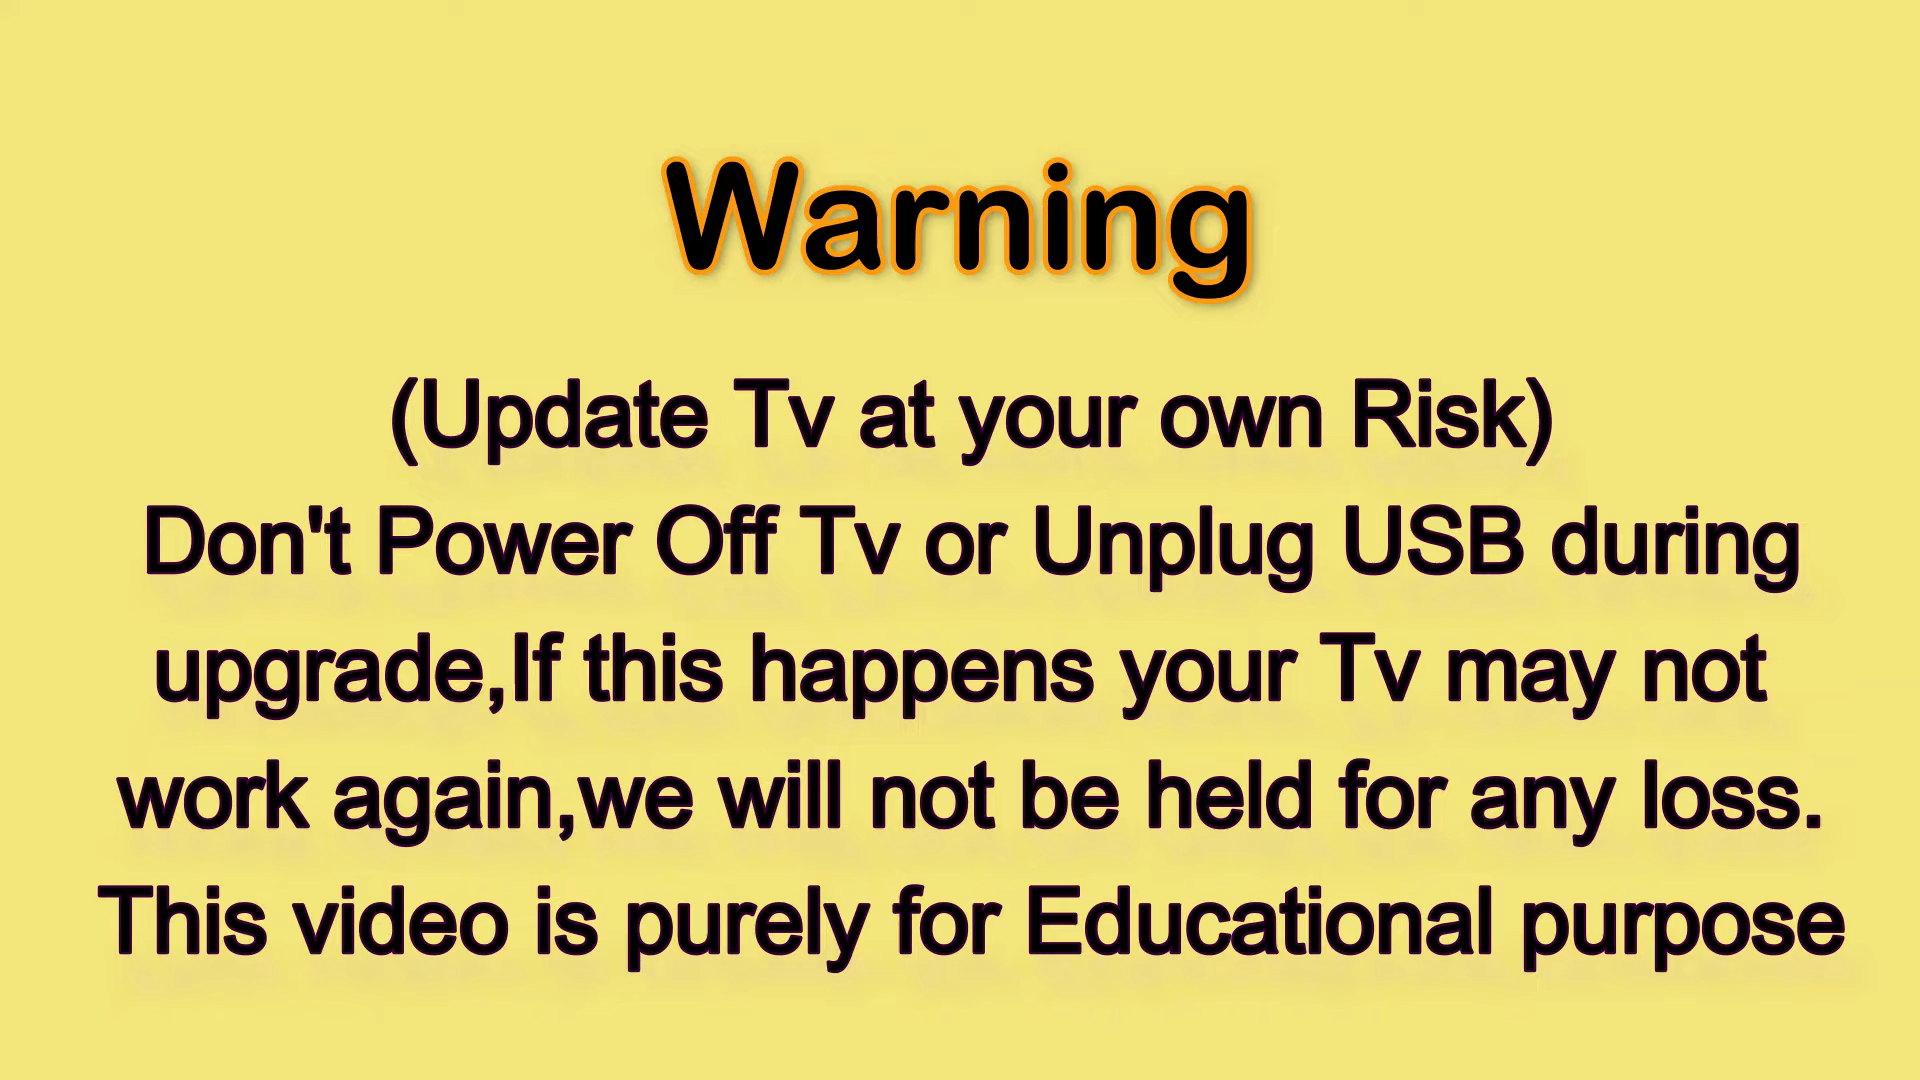 Warning
(Update Tv at your own Risk)
Don't Power Off Tv or Unplug USB during
upgrade,If this happens your Tv may not
work again,we will not be held for any loss.
This video is purely for Educational purpose